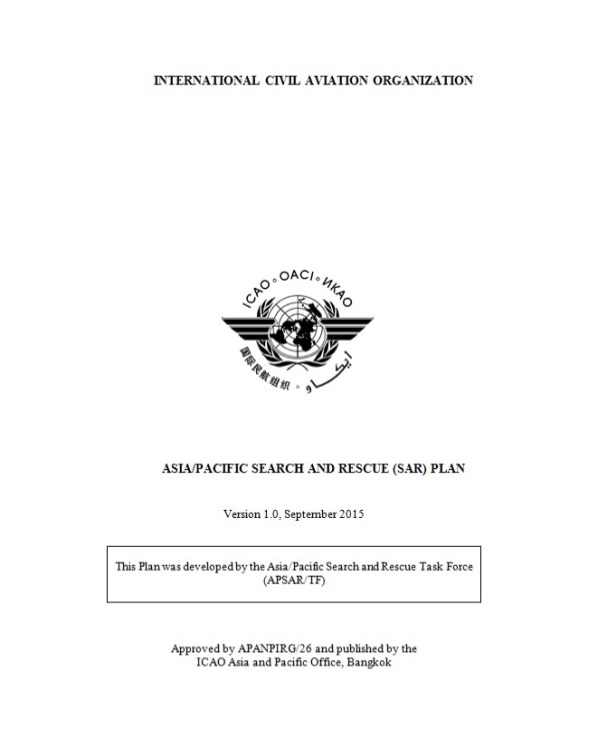 INTERNATIONAL CIVIL AVIATION ORGANIZATION
ICAO ◦ OACI ◦ ИКАО
国际民航组织 ◦ ايكاو
ASIA/PACIFIC SEARCH AND RESCUE (SAR) PLAN
Version 1.0, September 2015
This Plan was developed by the Asia/Pacific Search and Rescue Task Force
(APSAR/TF)
Approved by APANPIRG/26 and published by the
ICAO Asia and Pacific Office, Bangkok